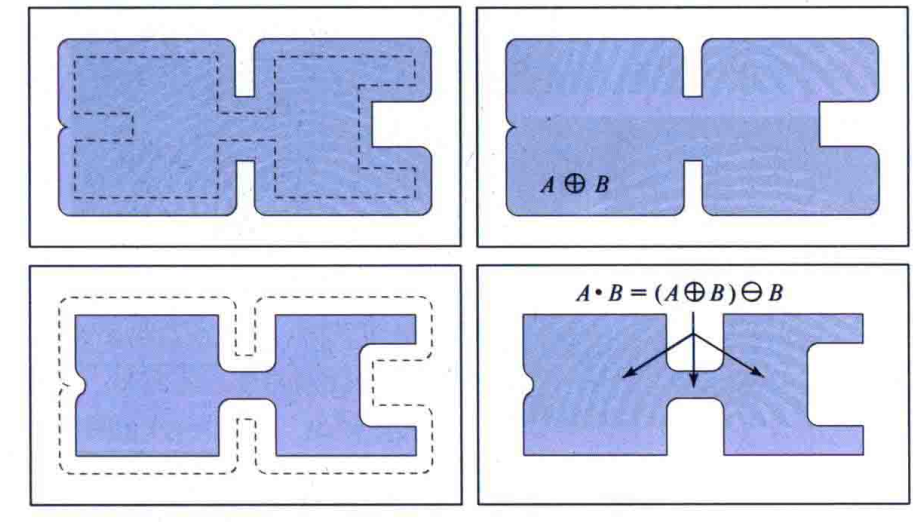 A ⊕ B
A • B = (A ⊕ B) ⊖ B